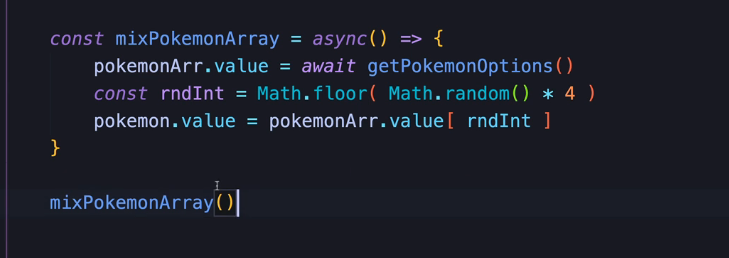 const mixPokemonArray = async() => {
    pokemonArr.value = await getPokemonOptions()
    const rndInt = Math.floor( Math.random() * 4 )
    pokemon.value = pokemonArr.value[ rndInt ]
}
mixPokemonArray()